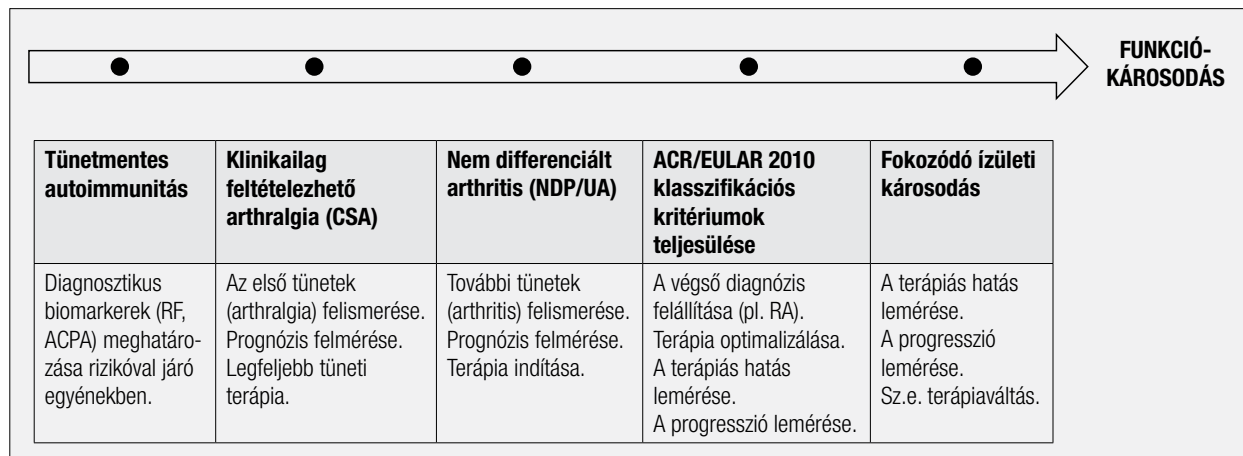 FUNKCIÓ-
KÁROSODÁS
Tünetmentes
autoimmunitás
Klinikailag
feltételezhető
arthralgia (CSA)
Nem differenciált
arthritis (NDP/UA)
ACR/EULAR 2010
klasszifikációs
kritériumok
teljesülése
Fokozódó ízületi
károsodás
Diagnosztikus
biomarkerek (RF,
ACPA) meghatáro-
zása rizikóval járó
egyénekben.
Az első tünetek
(arthralgia) felismerése.
Prognózis felmérése.
Legfeljebb tüneti
terápia.
További tünetek
(arthritis) felismerése.
Prognózis felmérése.
Terápia indítása.
A végső diagnózis
felállítása (pl. RA).
Terápia optimalizálása.
A terápiás hatás
lemérése.
A progresszió lemérése.
A terápiás hatás
lemérése.
A progresszió
lemérése.
Sz.e. terápiaváltás.